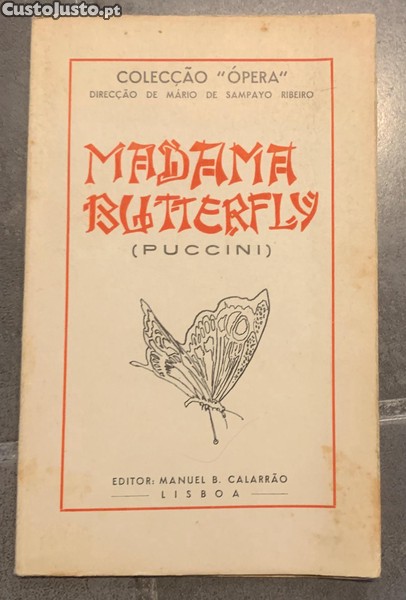 CustoJusto.pt
COLECÇÃO "ÓPERA"
DIRECÇÃO DE MÁRIO DE SAMPAYO RIBEIRO
MADAMA
BUTTERFLY
(PUCCINI)
EDITOR: MANUEL B. CALARRÃO
LISBOA